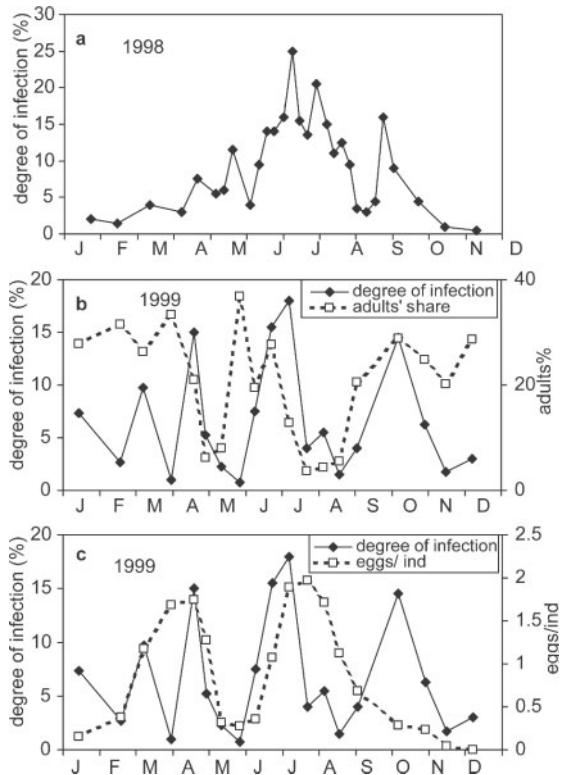 a 1998
degree of infection (%)
30
25
20
15
10
5
0
J F M A M J J A S O N D
b 1999
degree of infection
adults' share
degree of infection (%)
20
15
10
5
0
40
20
0
adults%
J F M A M J J A S O N D
c 1999
degree of infection
eggs/ ind
degree of infection (%)
20
15
10
5
0
2.5
2
1.5
1
0.5
0
eggs/ind
J F M A M J J A S O N D